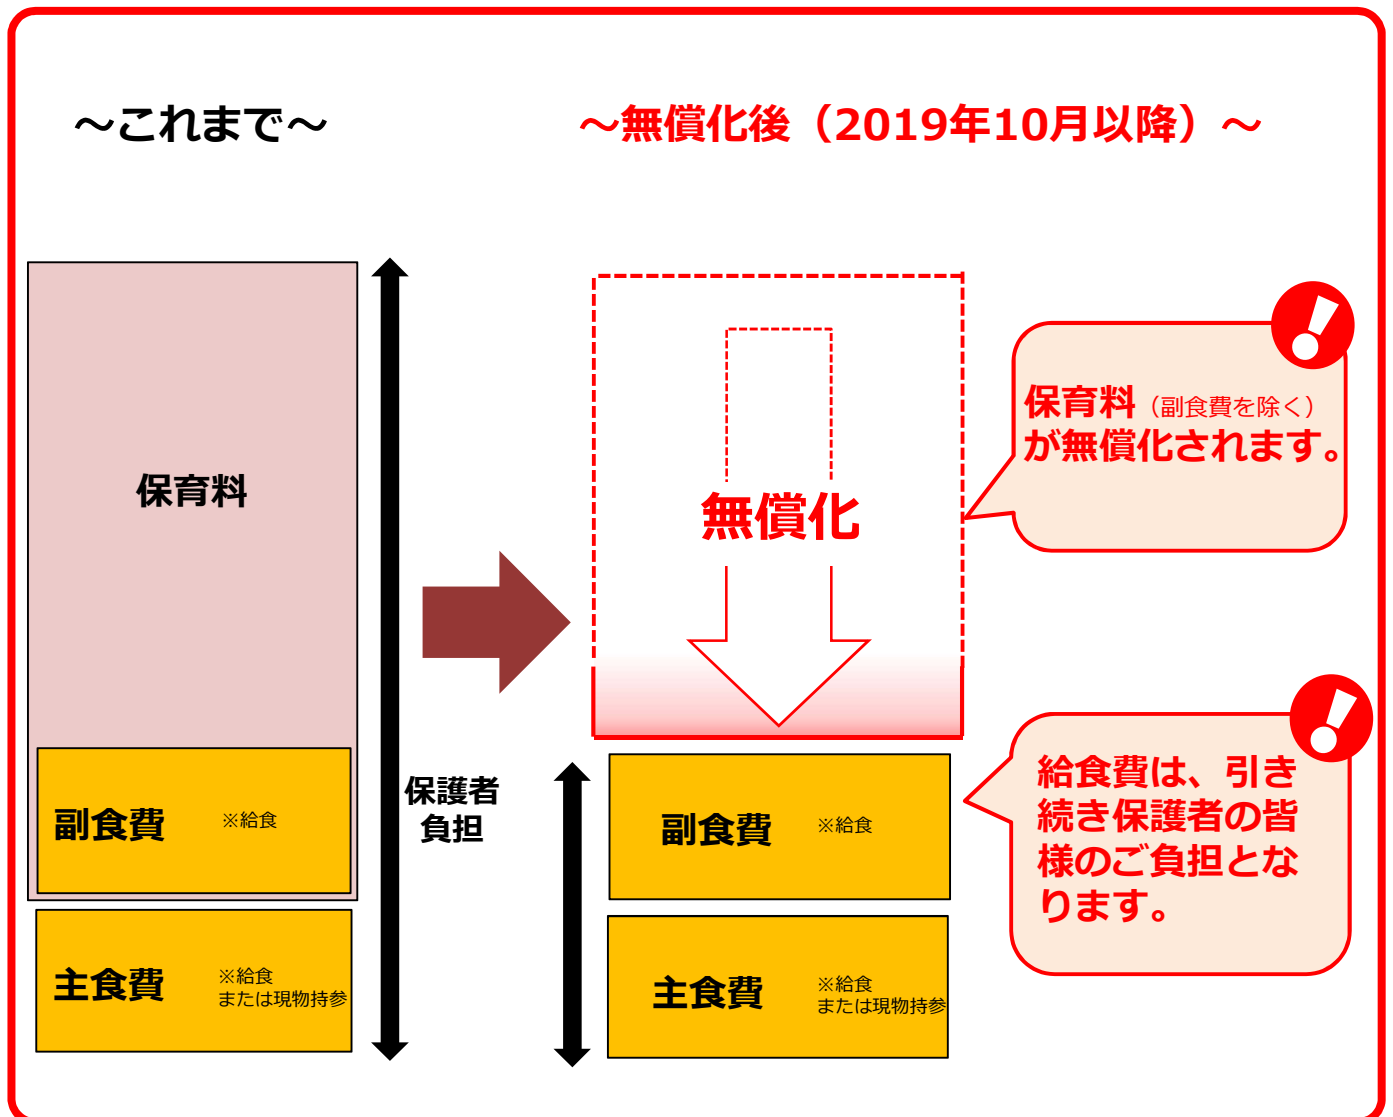 ～これまで～
～無償化後（2019年10月以降）～
保育料
副食費 ※給食
主食費 ※給食
または現物持参
保護者
負担
無償化
副食費 ※給食
主食費 ※給食
または現物持参
保育料（副食費を除く）
が無償化されます。
給食費は、引き
続き保護者の皆
様のご負担とな
ります。